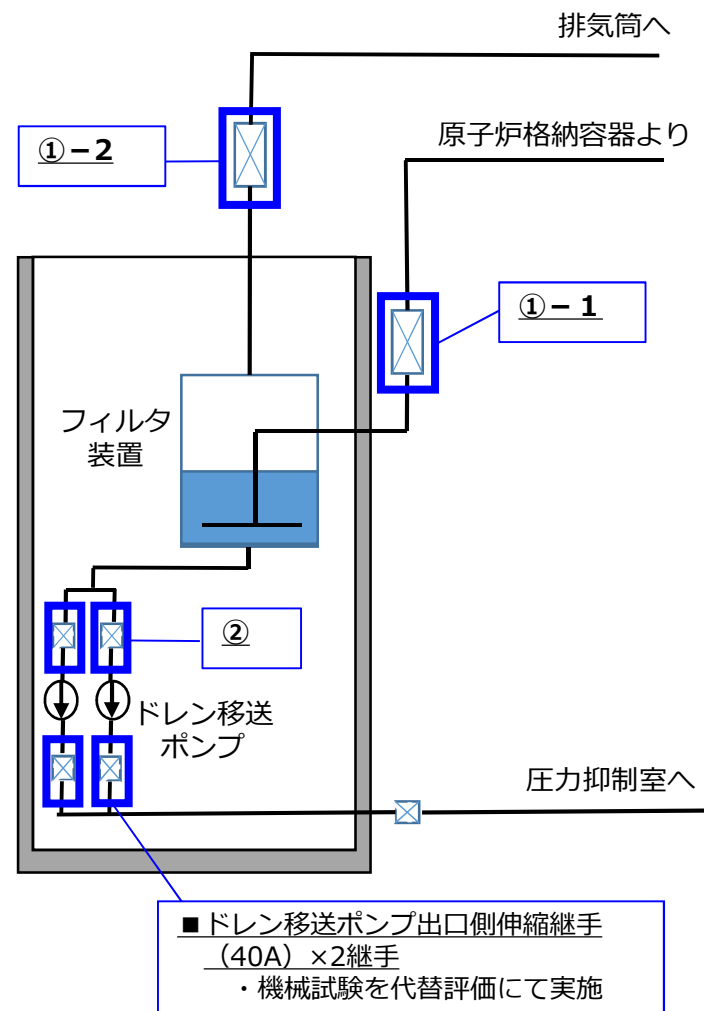 排気筒へ
原子炉格納容器より
①－2
①－１
フィルタ
装置
②
ドレン移送
ポンプ
圧力抑制室へ
■ドレン移送ポンプ出口側伸縮継手
（40A）×2継手
・機械試験を代替評価にて実施